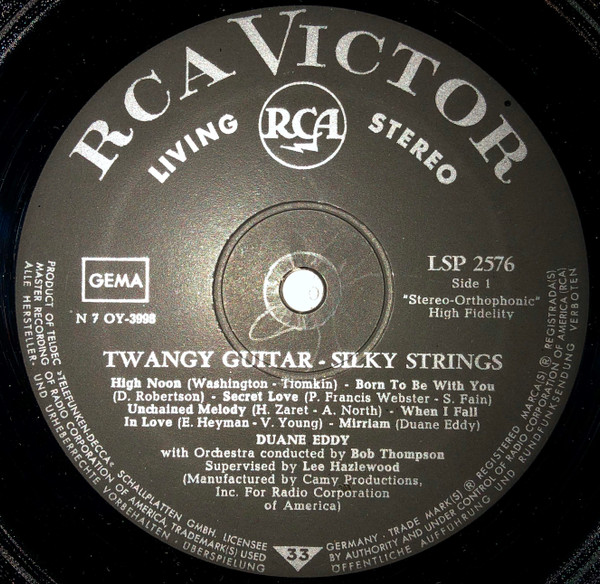 RCA VICTOR
LIVING RCA STEREO
GEMA
N 7 OY-3998
LSP 2576
Side 1
"Stereo-Orthophonic"
High Fidelity
TWANGY GUITAR - SILKY STRINGS
High Noon (Washington - Tiomkin) - Born To Be With You
(D. Robertson) - Secret Love (P. Francis Webster - S. Fain)
Unchained Melody (H. Zaret - A. North) - When I Fall
In Love (E. Heyman - V. Young) - Mirriam (Duane Eddy)
DUANE EDDY
with Orchestra conducted by Bob Thompson
Supervised by Lee Hazlewood
(Manufactured by Camy Productions,
Inc. For Radio Corporation
of America)
33
PRODUCT OF TELDEC »TELEFUNKEN-DECCA« SCHALLPLATTEN GMBH. LICENSEE
MASTER RECORDING OF RADIO CORPORATION OF AMERICA, TRADEMARK(S) USED
ALLE HERSTELLER- UND URHEBERRECHTE VORBEHALTEN · ÜBERSPIELUNG
GERMANY - TRADE MARK(S) ® REGISTERED MARCA(S) ® REGISTRADA(S)
BY AUTHORITY AND UNDER CONTROL OF RADIO CORPORATION OF AMERICA (RCA)
ÖFFENTLICHE AUFFÜHRUNG UND RUNDFUNKSENDUNG VERBOTEN